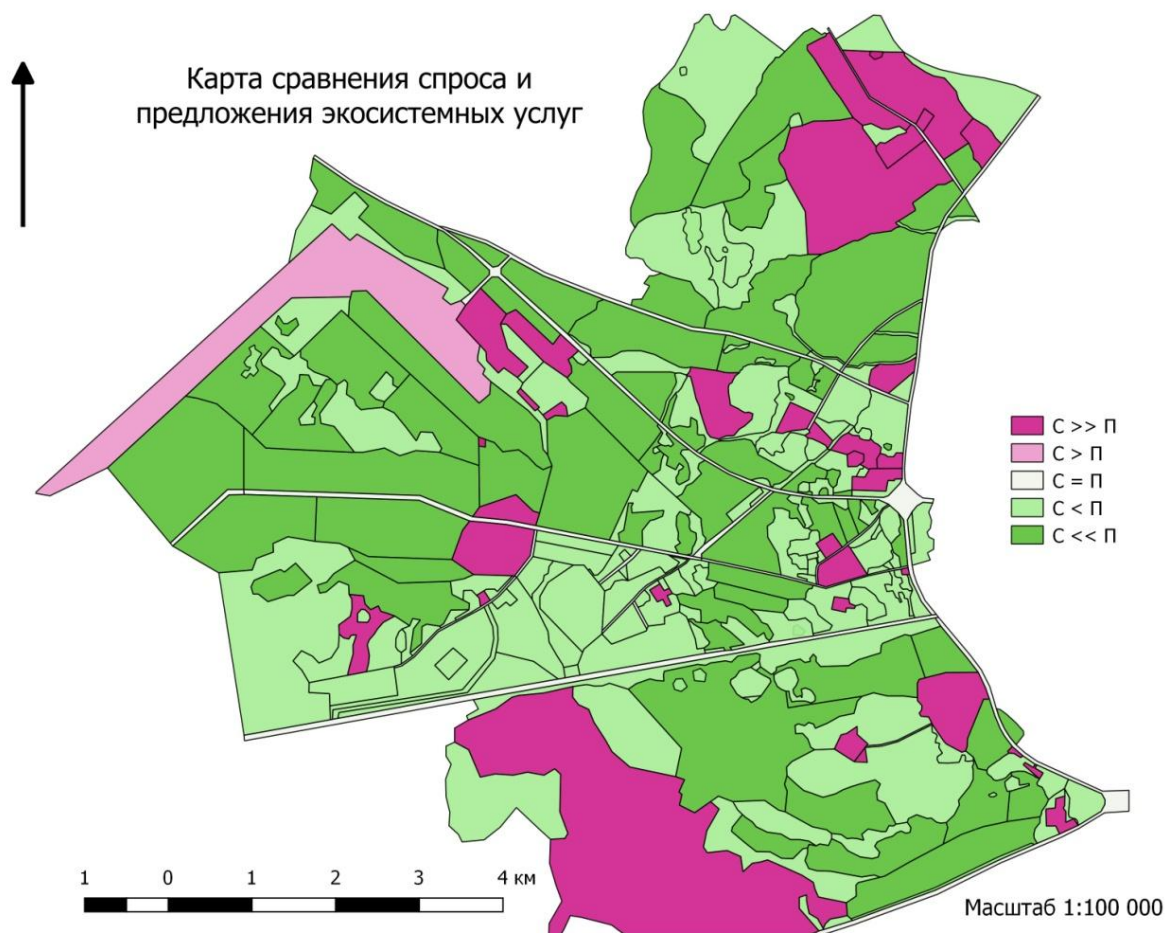 Карта сравнения спроса и
предложения экосистемных услуг
С >> П
С > П
С = П
С < П
С << П
1 0 1 2 3 4 км
Масштаб 1:100 000